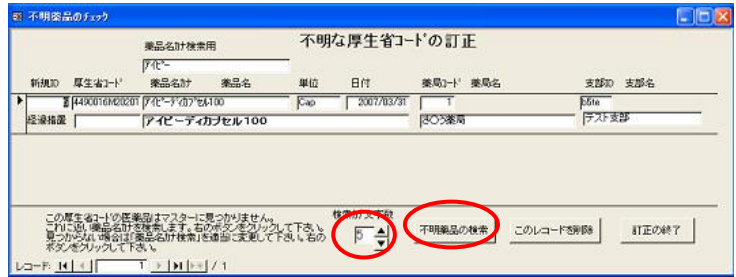 不明薬品のチェック
不明な厚生省コードの訂正
薬品名ｶﾅ検索用
ｱｲﾋﾟｰ
新規ID 厚生省ｺｰﾄﾞ 薬品名ｶﾅ 薬品名 単位 日付 薬局ｺｰﾄﾞ 薬局名 支部ID 支部名
4490016M20201 ｱｲﾋﾟｰﾃﾞｨｶﾌﾟｾﾙ100 Cap 2007/03/31 1
経過措置 アイピーディカプセル100 テスト支部
検索ｶﾅ文字数
この厚生省コードの医薬品はマスターに見つかりません。
これに近い薬品名ｶﾅを検索します。右のボタンをクリックして下さい。
見つからない場合は「薬品名ｶﾅ検索」を適当に変更して下さい。右の
ボタンをクリックして下さい。
5
不明薬品の検索 このレコードを削除 訂正の終了
レコード: 1 / 1